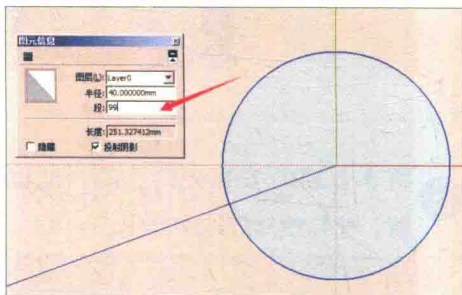 图元信息
图层(L): Layer0
半径: 40.000000mm
段: 99
长度: 251.327412mm
隐藏 投射阴影